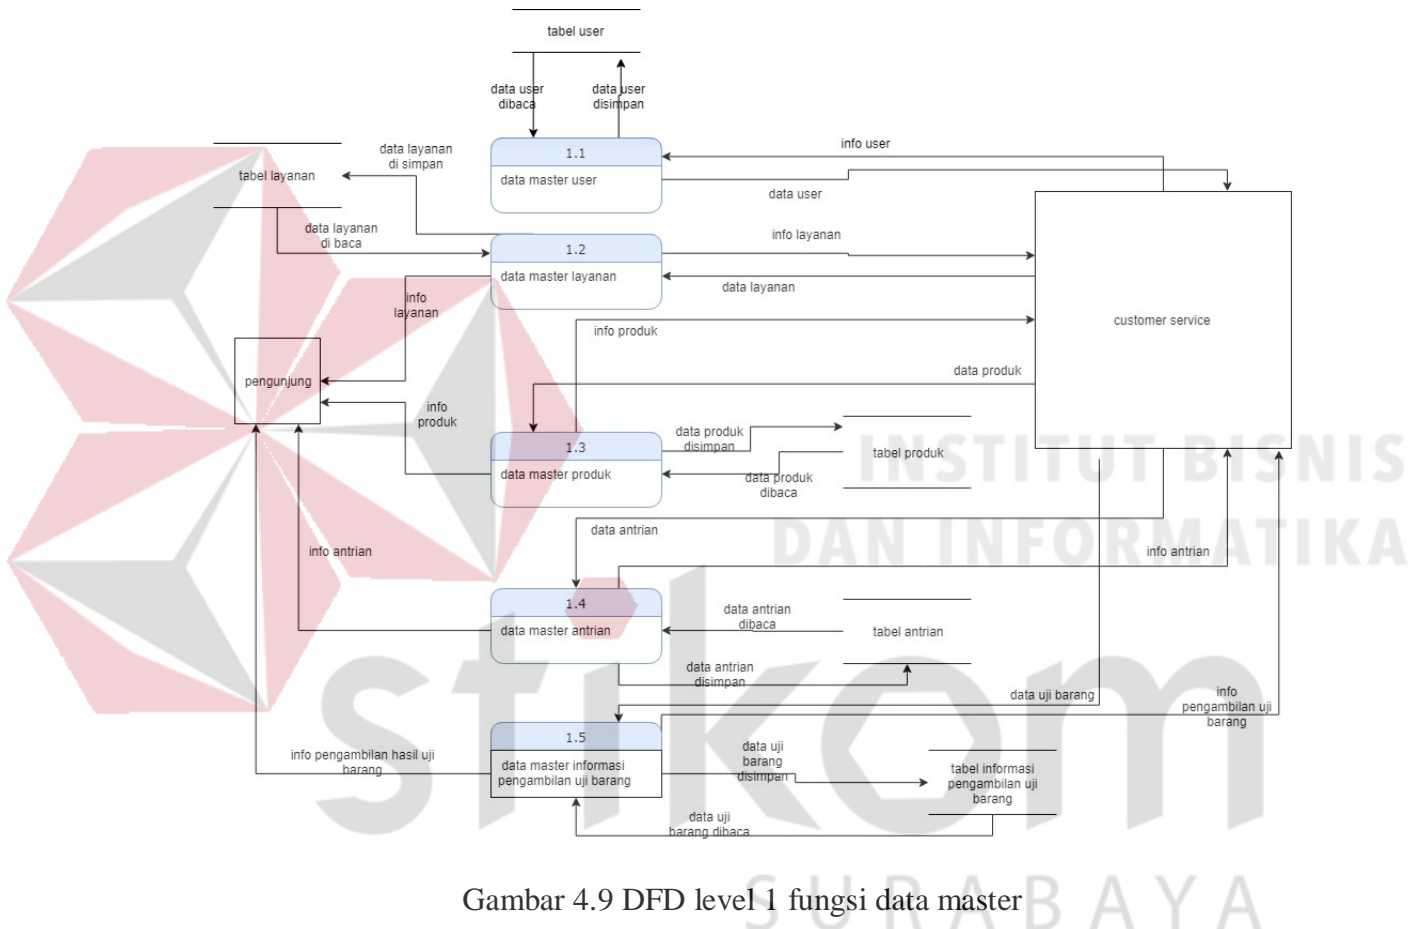 tabel user
data user
dibaca
data user
disimpan
1.1
data master user
info user
data user
data layanan
di simpan
tabel layanan
data layanan
di baca
1.2
data master layanan
info layanan
data layanan
info
layanan
customer service
info produk
pengunjung
data produk
info
produk
1.3
data master produk
data produk
disimpan
tabel produk
data produk
dibaca
INSTITUT BISNIS
DAN INFORMATIKA
data antrian
info antrian
info antrian
1.4
data master antrian
data antrian
dibaca
tabel antrian
data antrian
disimpan
stikom
data uji barang
info
pengambilan uji
barang
1.5
data master informasi
pengambilan uji barang
info pengambilan hasil uji
barang
data uji
barang
disimpan
tabel informasi
pengambilan uji
barang
data uji
barang dibaca
SURABAYA
Gambar 4.9 DFD level 1 fungsi data master